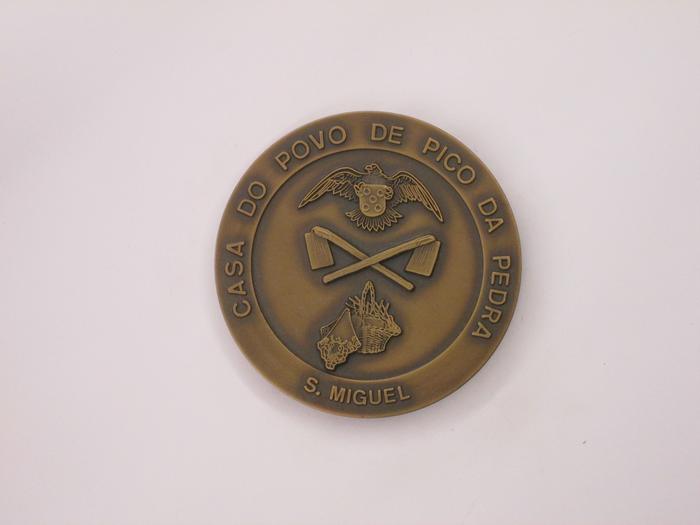 CASA DO POVO DE PICO DA PEDRA
S. MIGUEL